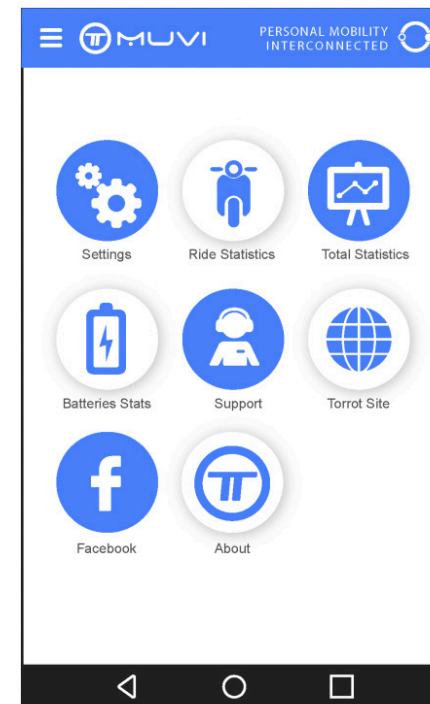 MUVI
PERSONAL MOBILITY
INTERCONNECTED
Settings
Ride Statistics
Total Statistics
Batteries Stats
Support
Torrot Site
Facebook
About